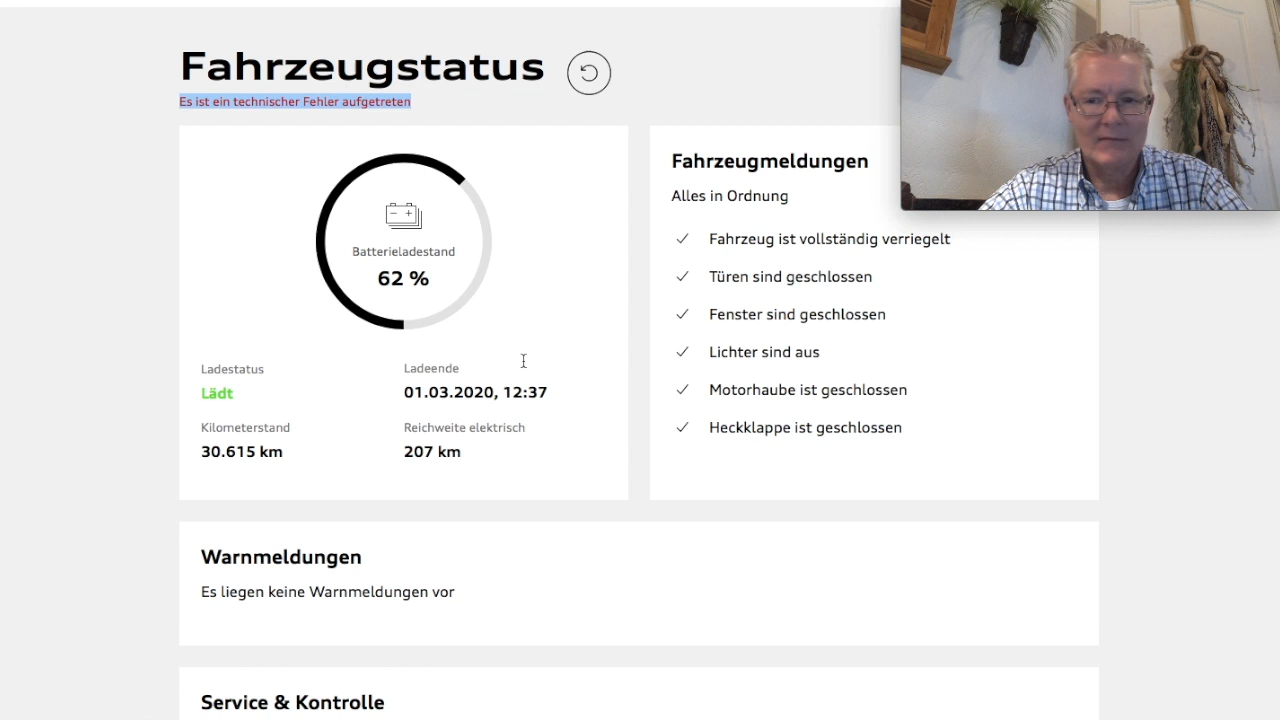 Fahrzeugstatus
Es ist ein technischer Fehler aufgetreten
Batterieladestand
62 %
Ladestatus
Lädt
Ladeende
01.03.2020, 12:37
Kilometerstand
30.615 km
Reichweite elektrisch
207 km
Fahrzeugmeldungen
Alles in Ordnung
Fahrzeug ist vollständig verriegelt
Türen sind geschlossen
Fenster sind geschlossen
Lichter sind aus
Motorhaube ist geschlossen
Heckklappe ist geschlossen
Warnmeldungen
Es liegen keine Warnmeldungen vor
Service & Kontrolle